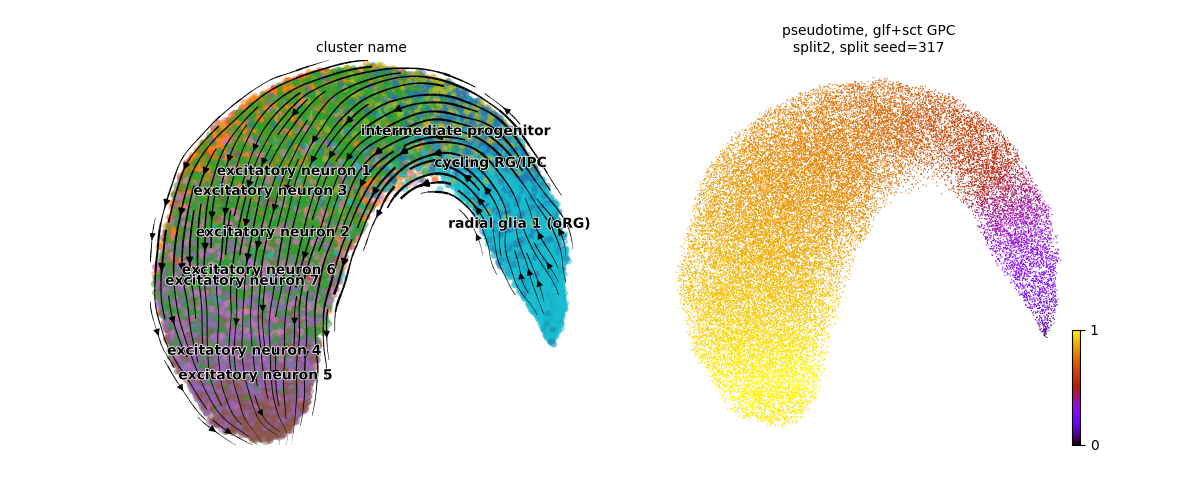 cluster name
intermediate progenitor
cycling RG/IPC
excitatory neuron 1
excitatory neuron 3
radial glia 1 (oRG)
excitatory neuron 2
excitatory neuron 6
excitatory neuron 7
excitatory neuron 4
excitatory neuron 5
pseudotime, glf+sct GPC
split2, split seed=317
1
0